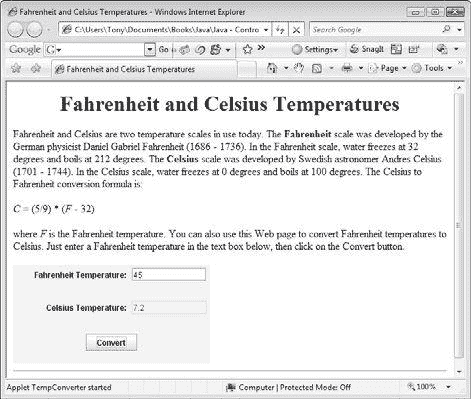 Fahrenheit and Celsius Temperatures - Windows Internet Explorer
C:\Users\Tony\Documents\Books\Java\Java - Contro
Google Search
Google G Go Settings SnagIt
Fahrenheit and Celsius Temperatures Page Tools
Fahrenheit and Celsius Temperatures
Fahrenheit and Celsius are two temperature scales in use today. The Fahrenheit scale was developed by the
German physicist Daniel Gabriel Fahrenheit (1686 - 1736). In the Fahrenheit scale, water freezes at 32
degrees and boils at 212 degrees. The Celsius scale was developed by Swedish astronomer Andres Celsius
(1701 - 1744). In the Celsius scale, water freezes at 0 degrees and boils at 100 degrees. The Celsius to
Fahrenheit conversion formula is:
C = (5/9) * (F - 32)
where F is the Fahrenheit temperature. You can also use this Web page to convert Fahrenheit temperatures to
Celsius. Just enter a Fahrenheit temperature in the text box below, then click on the Convert button.
Fahrenheit Temperature: 45
Celsius Temperature: 7.2
Convert
Applet TempConverter started Computer | Protected Mode: Off 100%